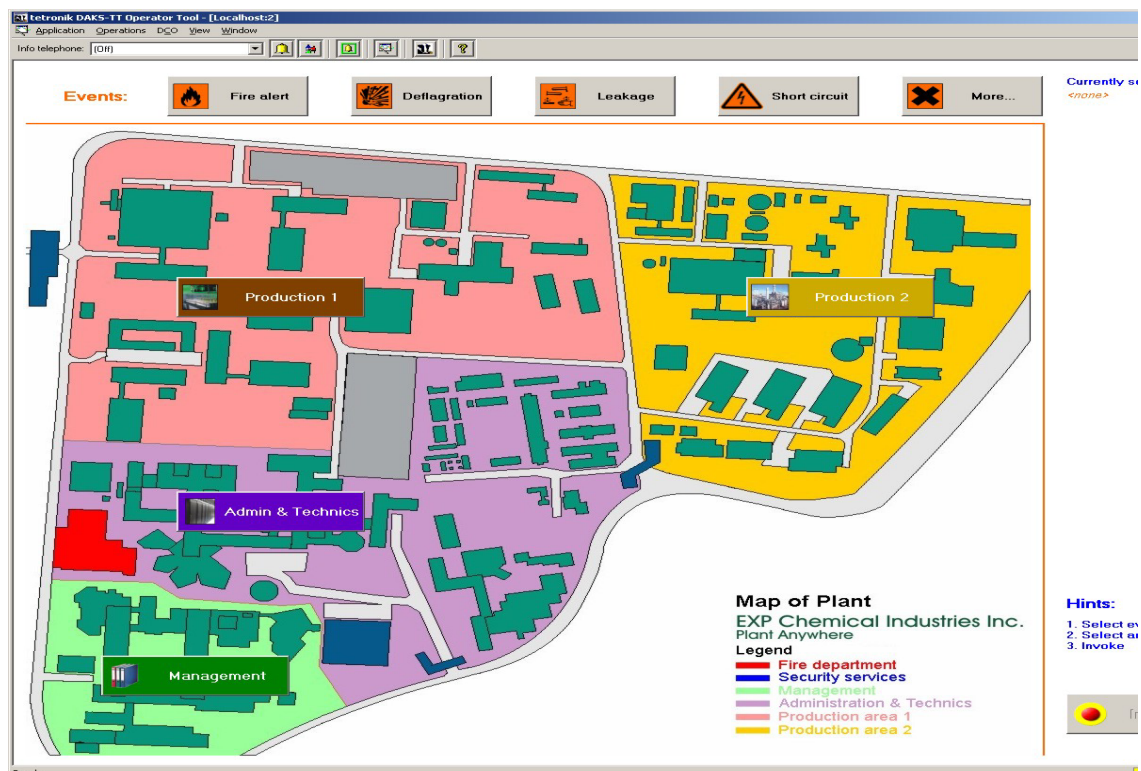 tetronik DAKS-TT Operator Tool - [Localhost:2]
Application Operations DCO View Window
Info telephone: (Off)
Events:
Fire alert
Deflagration
Leakage
Short circuit
More...
Currently se
<none>
Production 1
Production 2
Admin & Technics
Management
Map of Plant
EXP Chemical Industries Inc.
Plant Anywhere
Legend
Fire department
Security services
Management
Administration & Technics
Production area 1
Production area 2
Hints:
1. Select ev
2. Select ar
3. Invoke